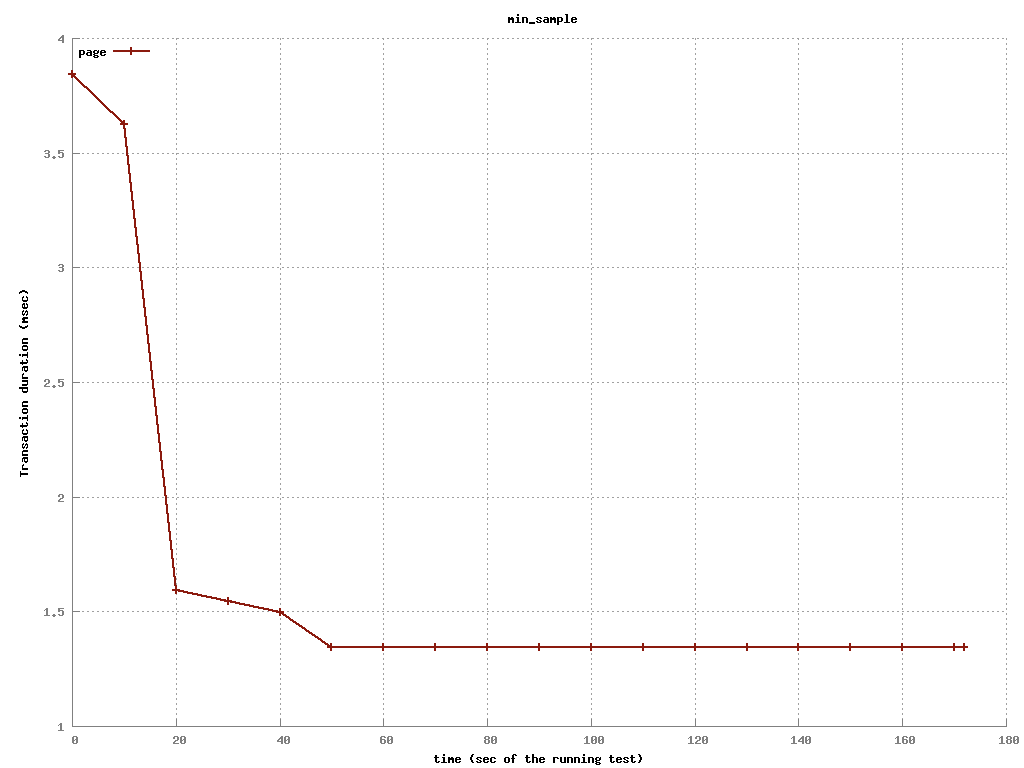 min_sample
page
4
3.5
3
2.5
2
1.5
1
Transaction duration (msec)
0 20 40 60 80 100 120 140 160 180
time (sec of the running test)